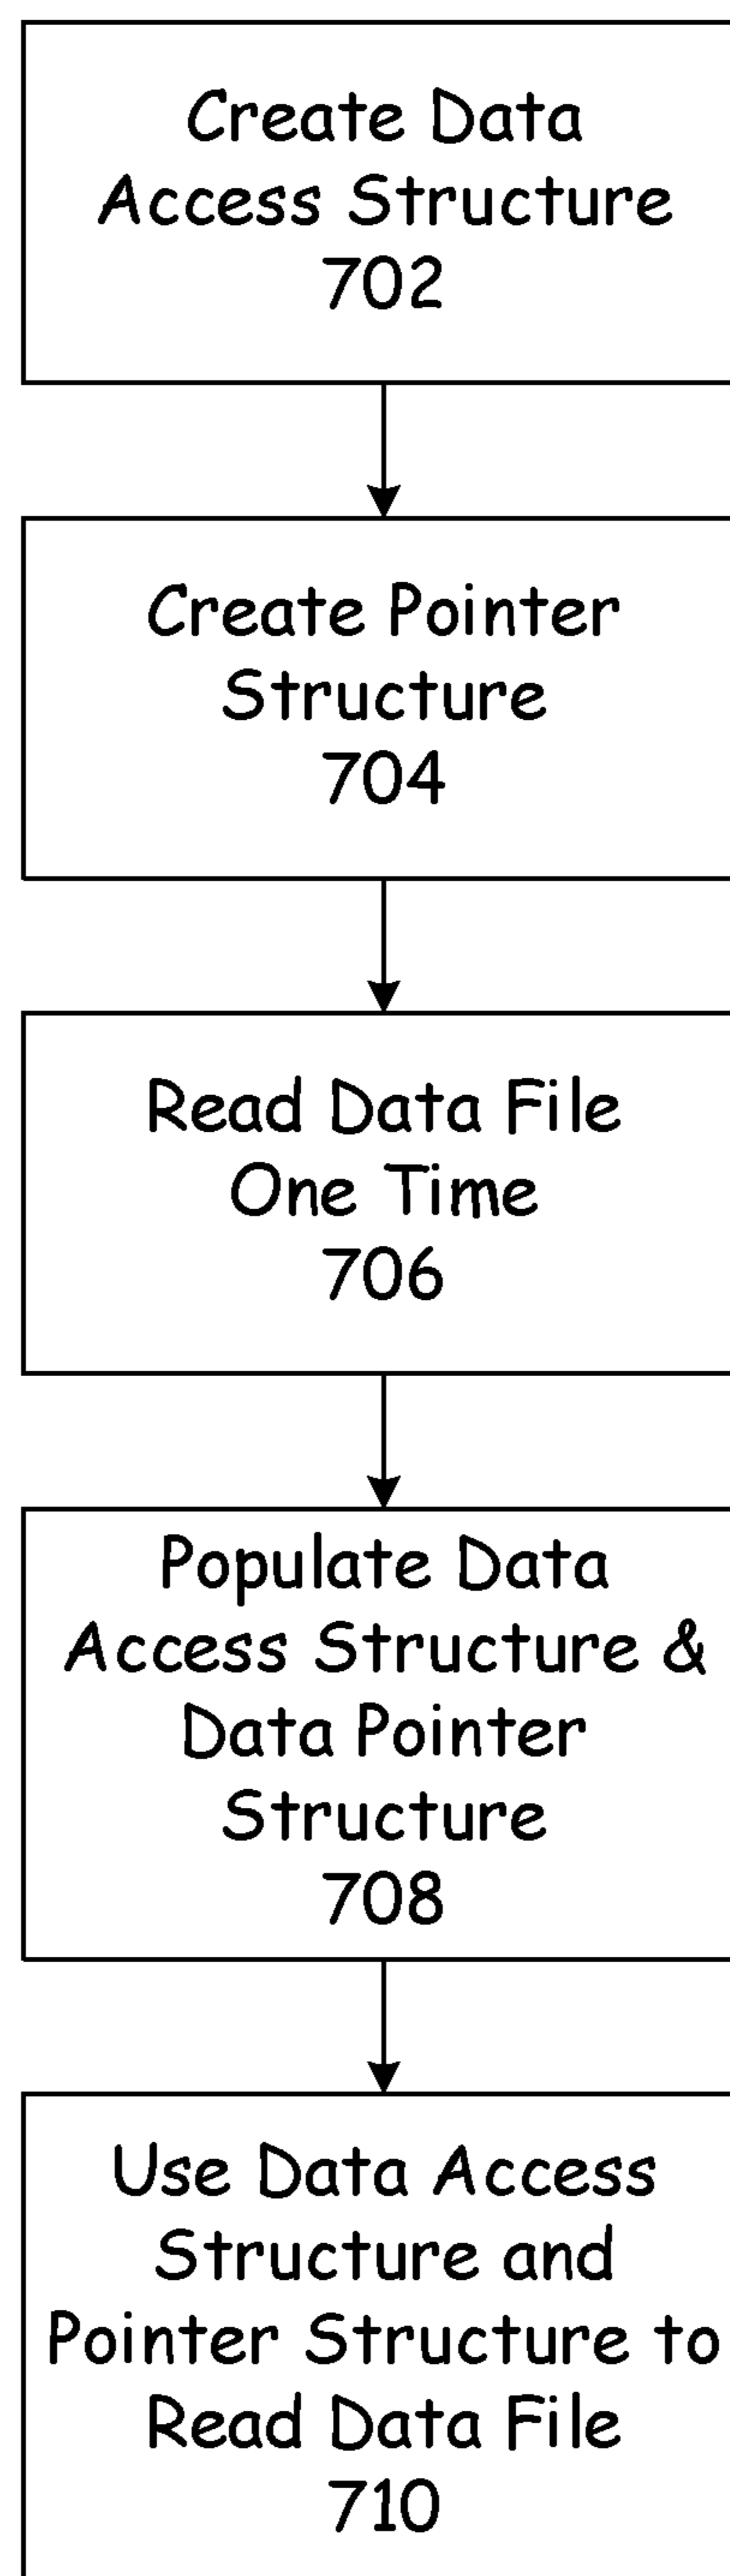 Create Data
Access Structure
702
Create Pointer
Structure
704
Read Data File
One Time
706
Populate Data
Access Structure &
Data Pointer
Structure
708
Use Data Access
Structure and
Pointer Structure to
Read Data File
710